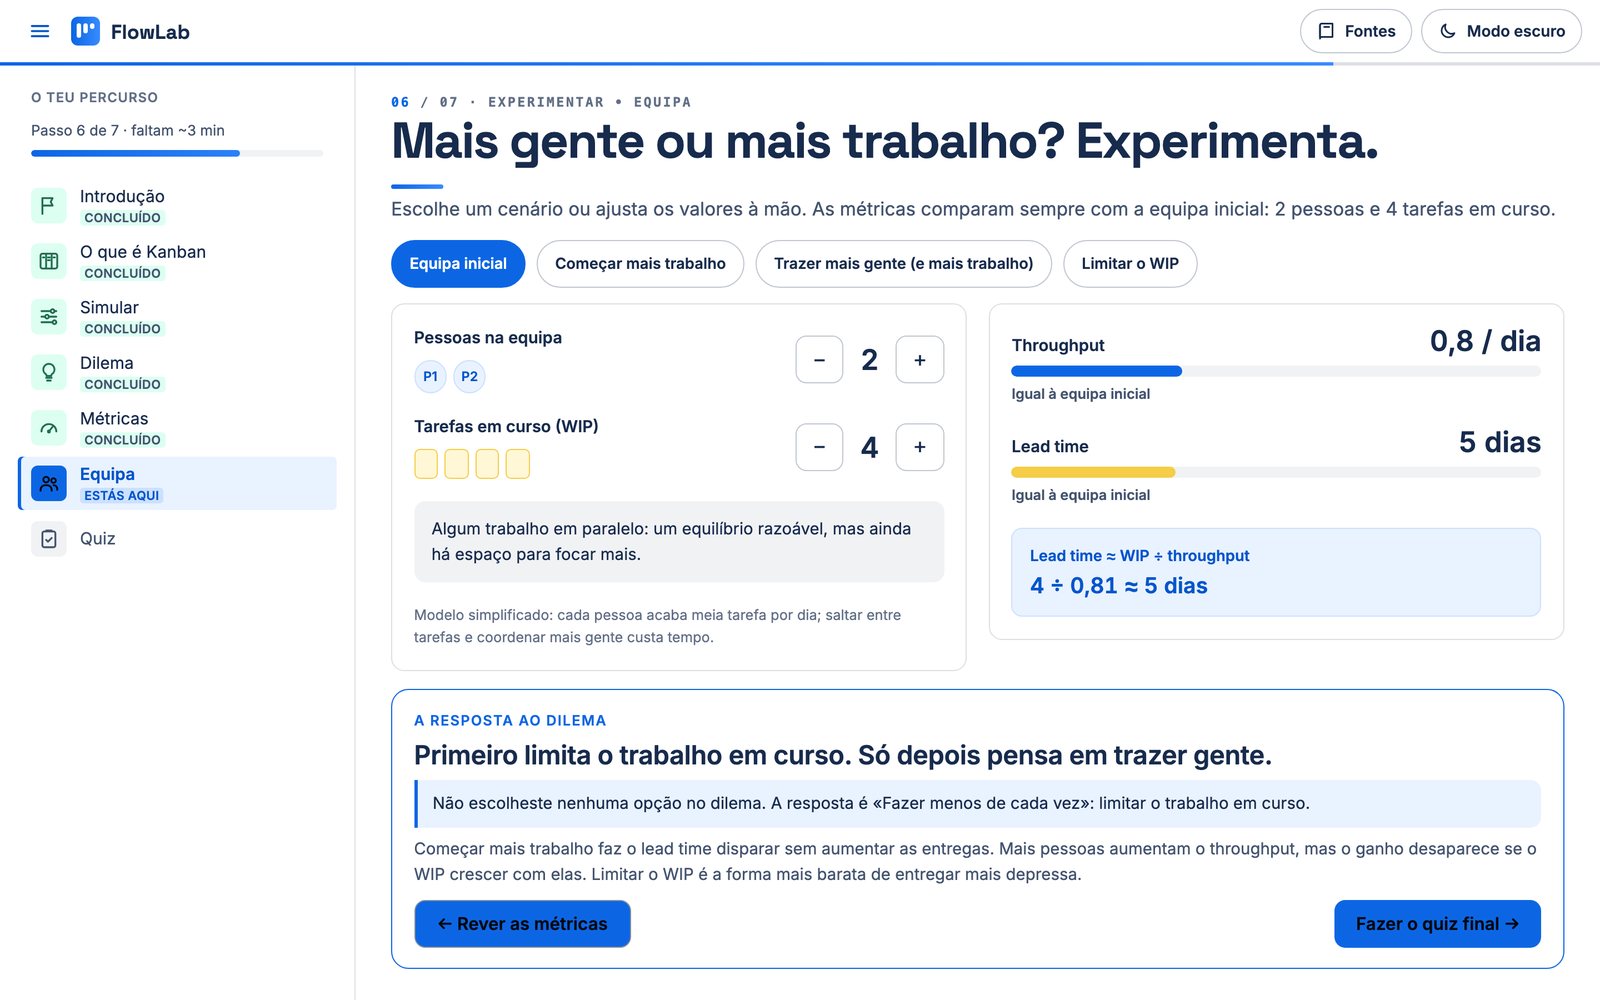 FlowLab
Fontes
Modo escuro
O TEU PERCURSO
Passo 6 de 7 · faltam ~3 min
Introdução
CONCLUÍDO
O que é Kanban
CONCLUÍDO
Simular
CONCLUÍDO
Dilema
CONCLUÍDO
Métricas
CONCLUÍDO
Equipa
ESTÁS AQUI
Quiz
06 / 07 · EXPERIMENTAR • EQUIPA
Mais gente ou mais trabalho? Experimenta.
Escolhe um cenário ou ajusta os valores à mão. As métricas comparam sempre com a equipa inicial: 2 pessoas e 4 tarefas em curso.
Equipa inicial
Começar mais trabalho
Trazer mais gente (e mais trabalho)
Limitar o WIP
Pessoas na equipa
P1 P2
− 2 +
Tarefas em curso (WIP)
− 4 +
Algum trabalho em paralelo: um equilíbrio razoável, mas ainda
há espaço para focar mais.
Modelo simplificado: cada pessoa acaba meia tarefa por dia; saltar entre
tarefas e coordenar mais gente custa tempo.
Throughput 0,8 / dia
Igual à equipa inicial
Lead time 5 dias
Igual à equipa inicial
Lead time ≈ WIP ÷ throughput
4 ÷ 0,81 ≈ 5 dias
A RESPOSTA AO DILEMA
Primeiro limita o trabalho em curso. Só depois pensa em trazer gente.
Não escolheste nenhuma opção no dilema. A resposta é «Fazer menos de cada vez»: limitar o trabalho em curso.
Começar mais trabalho faz o lead time disparar sem aumentar as entregas. Mais pessoas aumentam o throughput, mas o ganho desaparece se o
WIP crescer com elas. Limitar o WIP é a forma mais barata de entregar mais depressa.
← Rever as métricas
Fazer o quiz final →